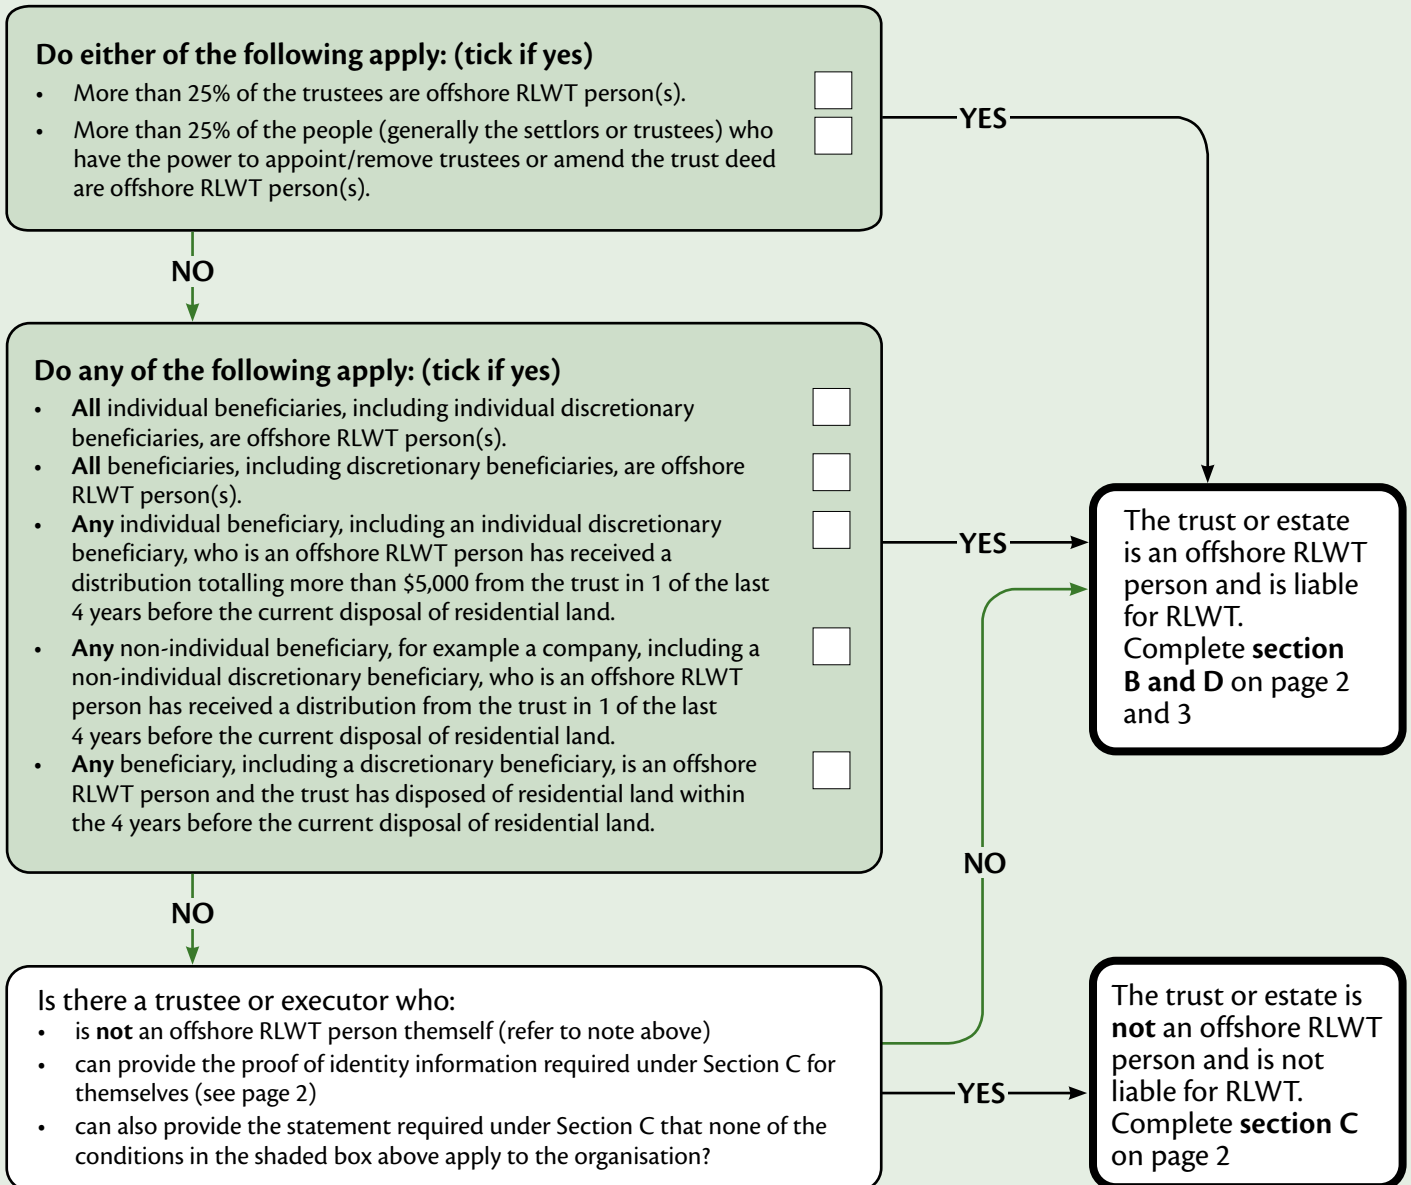 Do either of the following apply: (tick if yes)
• More than 25% of the trustees are offshore RLWT person(s).
• More than 25% of the people (generally the settlors or trustees) who
have the power to appoint/remove trustees or amend the trust deed
are offshore RLWT person(s).
YES
NO
Do any of the following apply: (tick if yes)
• All individual beneficiaries, including individual discretionary
beneficiaries, are offshore RLWT person(s).
• All beneficiaries, including discretionary beneficiaries, are offshore
RLWT person(s).
• Any individual beneficiary, including an individual discretionary
beneficiary, who is an offshore RLWT person has received a
distribution totalling more than $5,000 from the trust in 1 of the last
4 years before the current disposal of residential land.
• Any non-individual beneficiary, for example a company, including a
non-individual discretionary beneficiary, who is an offshore RLWT
person has received a distribution from the trust in 1 of the last
4 years before the current disposal of residential land.
• Any beneficiary, including a discretionary beneficiary, is an offshore
RLWT person and the trust has disposed of residential land within
the 4 years before the current disposal of residential land.
YES
The trust or estate
is an offshore RLWT
person and is liable
for RLWT.
Complete section
B and D on page 2
and 3
NO
NO
Is there a trustee or executor who:
• is not an offshore RLWT person themself (refer to note above)
• can provide the proof of identity information required under Section C for
themselves (see page 2)
• can also provide the statement required under Section C that none of the
conditions in the shaded box above apply to the organisation?
YES
The trust or estate is
not an offshore RLWT
person and is not
liable for RLWT.
Complete section C
on page 2